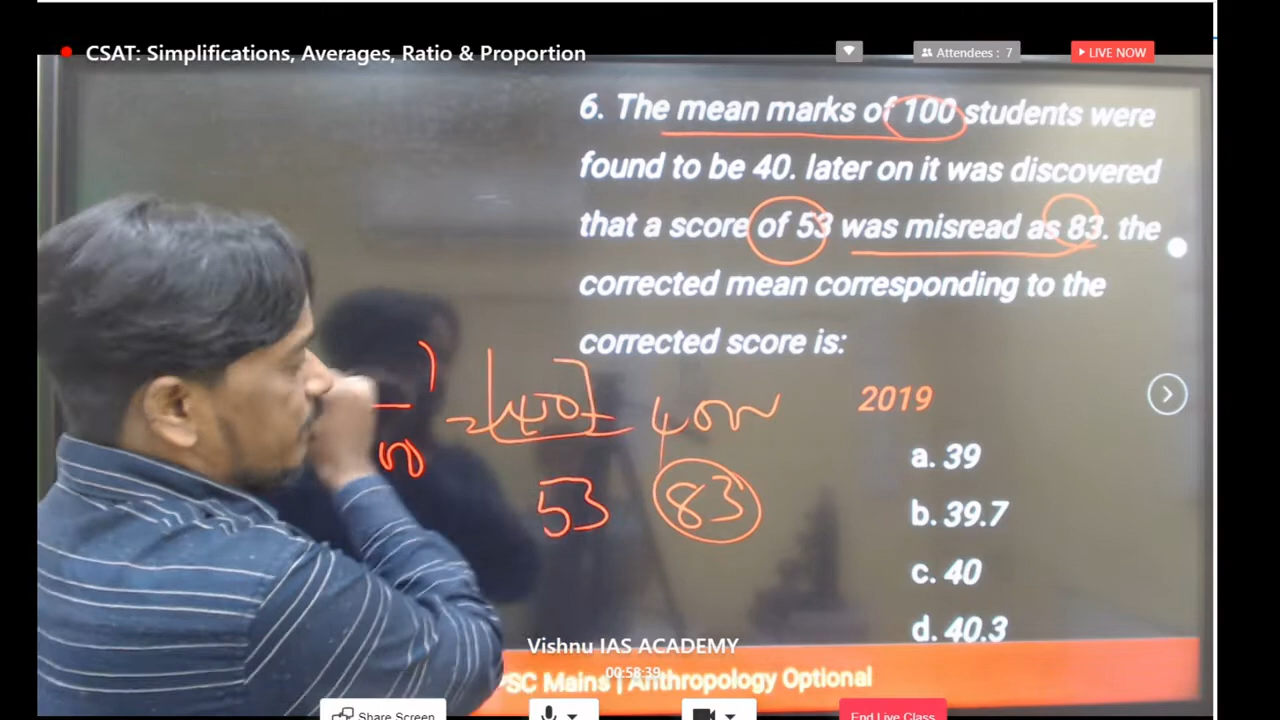 CSAT: Simplifications, Averages, Ratio & Proportion
Attendees : 7
LIVE NOW
6. The mean marks of 100 students were
found to be 40. later on it was discovered
that a score of 53 was misread as 83. the
corrected mean corresponding to the
corrected score is:
2019
a. 39
b. 39.7
c. 40
d. 40.3
= 40
53 83
Vishnu IAS ACADEMY
00:58:39
PSC Mains | Anthropology Optional
Share Screen
End Live Class